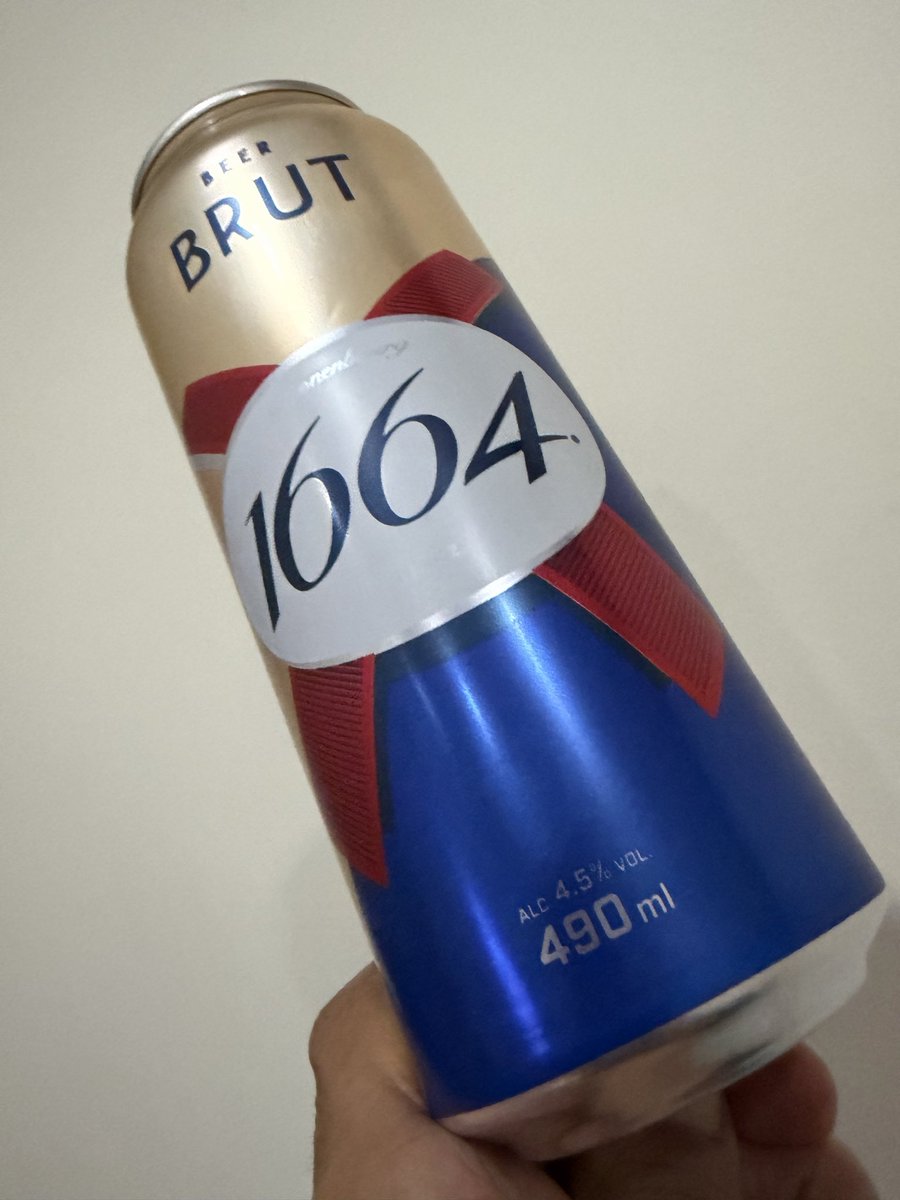 BEER
BRUT
1664.
ALC 4.5% VOL.
490 ml